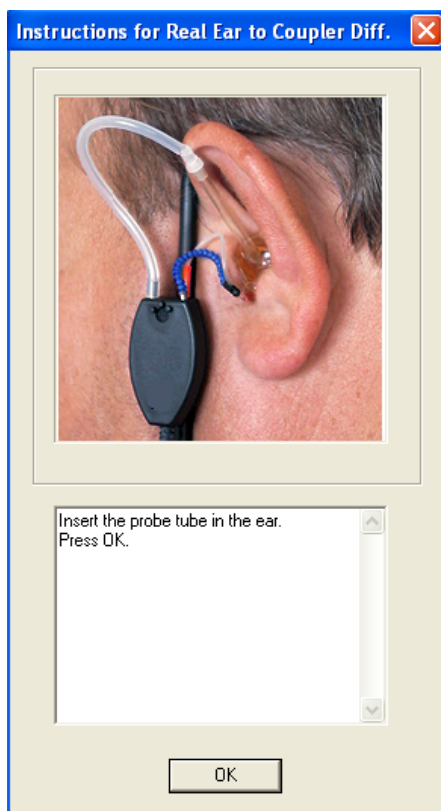 Instructions for Real Ear to Coupler Diff.
Insert the probe tube in the ear.
Press OK.
OK